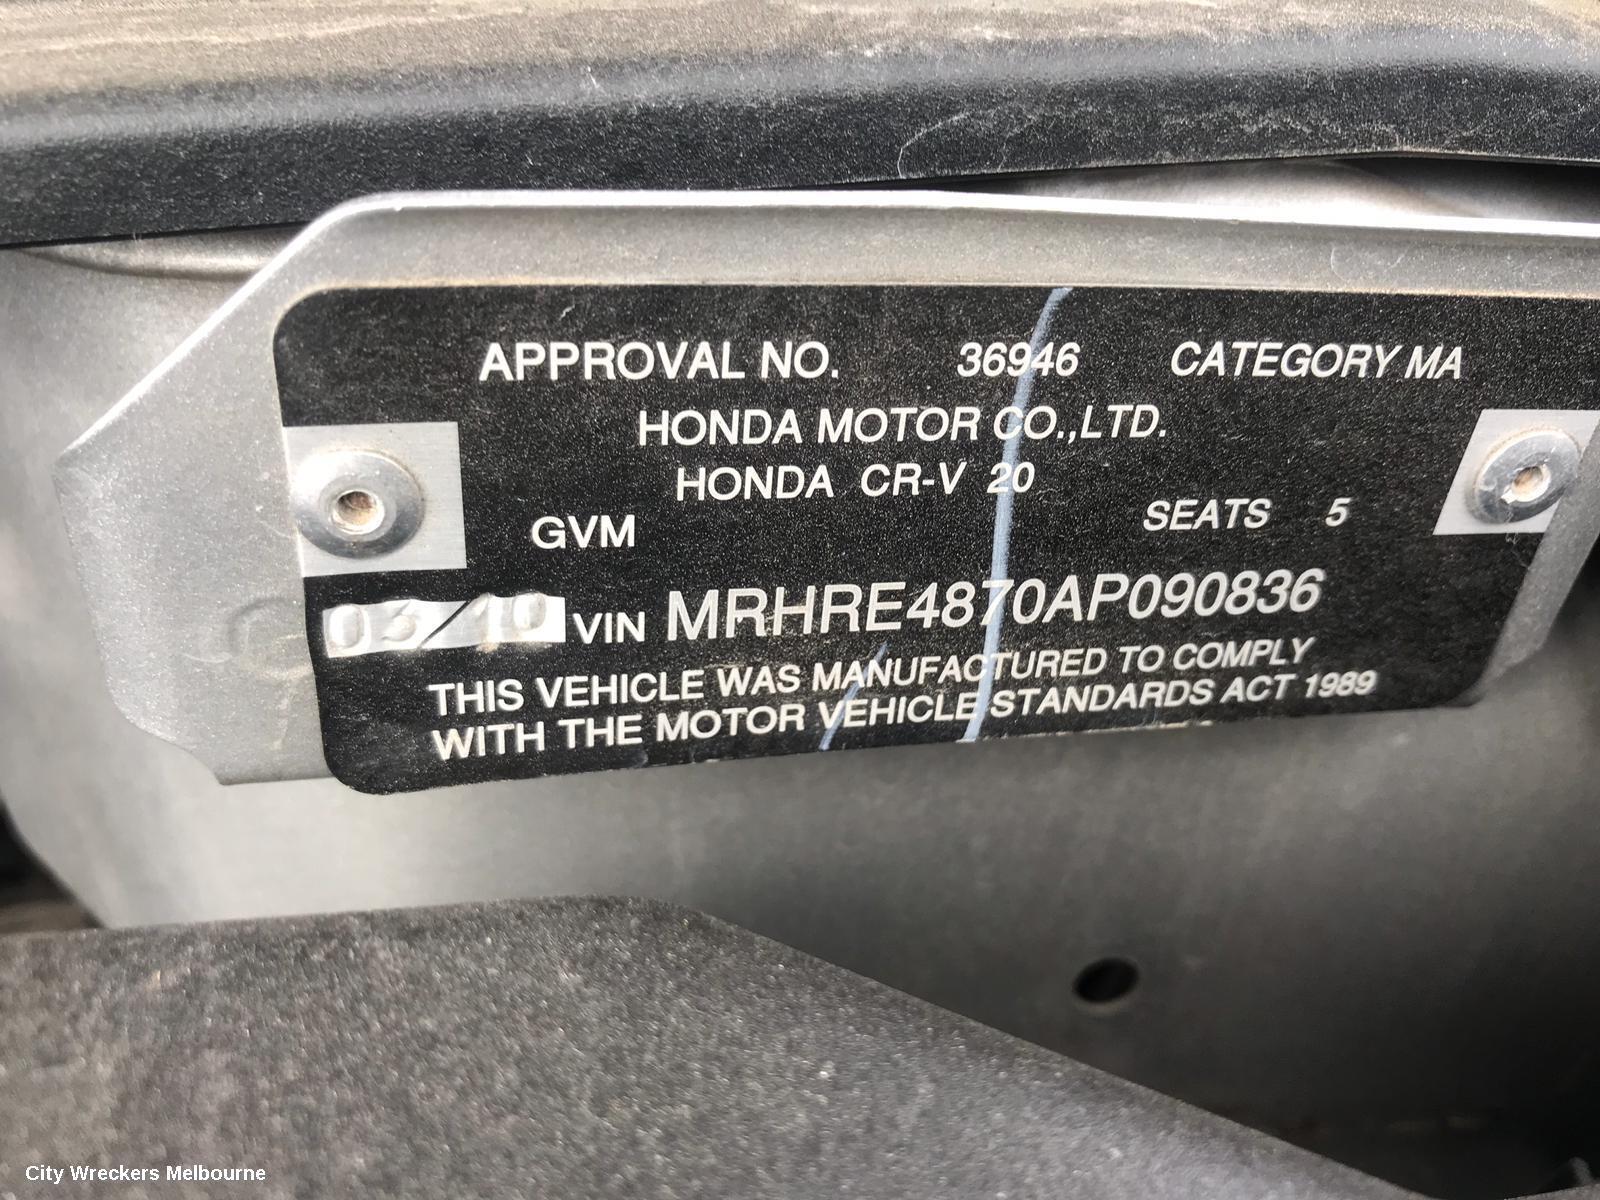 APPROVAL NO. 36946 CATEGORY MA
HONDA MOTOR CO.,LTD.
HONDA CR-V 20
GVM SEATS 5
03/10 VIN MRHRE4870AP090836
THIS VEHICLE WAS MANUFACTURED TO COMPLY
WITH THE MOTOR VEHICLE STANDARDS ACT 1989
City Wreckers Melbourne